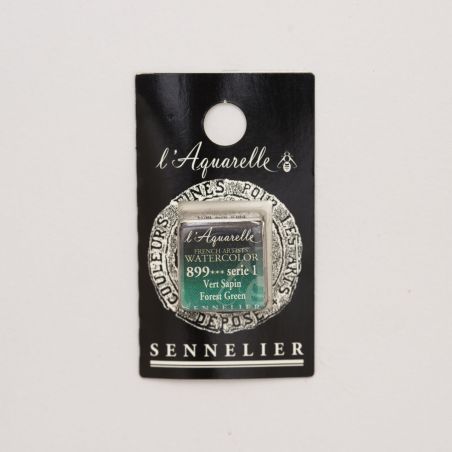 l'Aquarelle
COULEURS FINES POUR LES ARTS
DEPOSE
l'Aquarelle
FRENCH ARTISTS'
WATERCOLOR
899*** serie 1
Vert Sapin
Forest Green
SENNELIER
SENNELIER